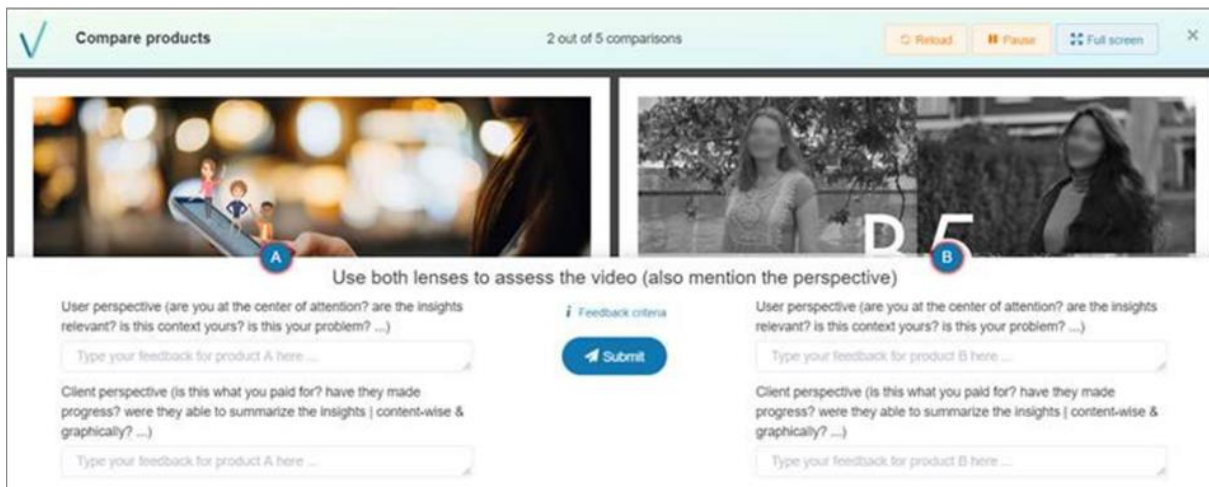 Compare products
2 out of 5 comparisons
Reload
Pause
Full screen
B 5
A
B
Use both lenses to assess the video (also mention the perspective)
User perspective (are you at the center of attention? are the insights
relevant? is this context yours? is this your problem? ...)
Type your feedback for product A here ...
Client perspective (is this what you paid for? have they made
progress? were they able to summarize the insights | content-wise &
graphically? ...)
Type your feedback for product A here ...
i Feedback criteria
Submit
User perspective (are you at the center of attention? are the insights
relevant? is this context yours? is this your problem? ...)
Type your feedback for product B here ...
Client perspective (is this what you paid for? have they made
progress? were they able to summarize the insights | content-wise &
graphically? ...)
Type your feedback for product B here ...